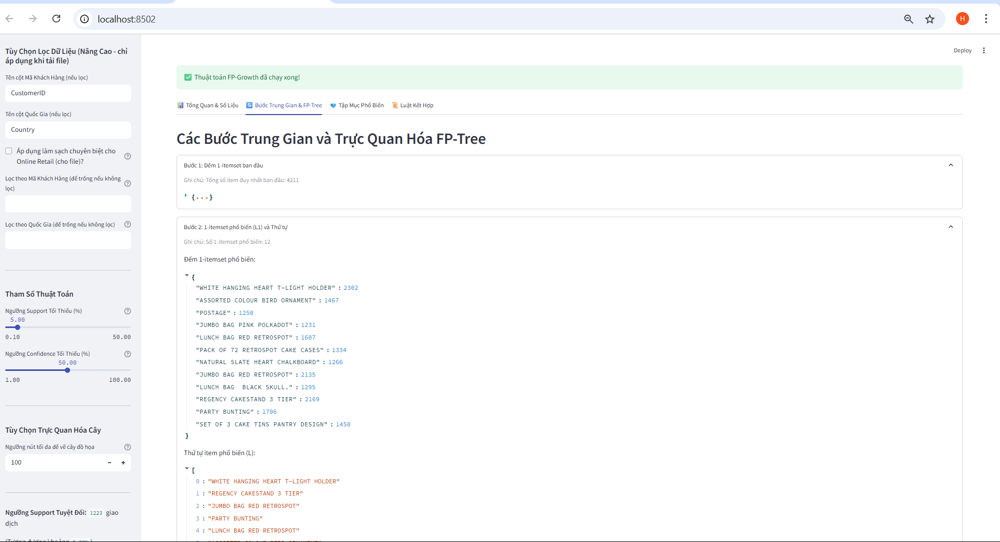 localhost:8502
H
Tùy Chọn Lọc Dữ Liệu (Nâng Cao - chỉ
áp dụng khi tải file)
Tên cột Mã Khách Hàng (nếu lọc)
CustomerID
Tên cột Quốc Gia (nếu lọc)
Country
Áp dụng làm sạch chuyên biệt cho
Online Retail (cho file)?
Lọc theo Mã Khách Hàng (để trống nếu không
lọc)
Lọc theo Quốc Gia (để trống nếu không lọc)
Tham Số Thuật Toán
Ngưỡng Support Tối Thiểu (%)
5.00
0.10 50.00
Ngưỡng Confidence Tối Thiểu (%)
50.00
1.00 100.00
Tùy Chọn Trực Quan Hóa Cây
Ngưỡng nút tối đa để vẽ cây đồ họa
100 - +
Ngưỡng Support Tuyệt Đối: 1223 giao
dịch
(Tương đương khoảng 5.00%)
Deploy
Thuật toán FP-Growth đã chạy xong!
Tổng Quan & Số Liệu Bước Trung Gian & FP-Tree Tập Mục Phổ Biến Luật Kết Hợp
Các Bước Trung Gian và Trực Quan Hóa FP-Tree
Bước 1: Đếm 1-itemset ban đầu
Ghi chú: Tổng số item duy nhất ban đầu: 4211
{...}
Bước 2: 1-itemset phổ biến (L1) và Thứ tự
Ghi chú: Số 1-itemset phổ biến: 12
Đếm 1-itemset phổ biến:
{
"WHITE HANGING HEART T-LIGHT HOLDER" : 2302
"ASSORTED COLOUR BIRD ORNAMENT" : 1467
"POSTAGE" : 1250
"JUMBO BAG PINK POLKADOT" : 1231
"LUNCH BAG RED RETROSPOT" : 1607
"PACK OF 72 RETROSPOT CAKE CASES" : 1334
"NATURAL SLATE HEART CHALKBOARD" : 1266
"JUMBO BAG RED RETROSPOT" : 2135
"LUNCH BAG  BLACK SKULL." : 1295
"REGENCY CAKESTAND 3 TIER" : 2169
"PARTY BUNTING" : 1706
"SET OF 3 CAKE TINS PANTRY DESIGN" : 1458
}
Thứ tự item phổ biến (L):
[
0 : "WHITE HANGING HEART T-LIGHT HOLDER"
1 : "REGENCY CAKESTAND 3 TIER"
2 : "JUMBO BAG RED RETROSPOT"
3 : "PARTY BUNTING"
4 : "LUNCH BAG RED RETROSPOT"